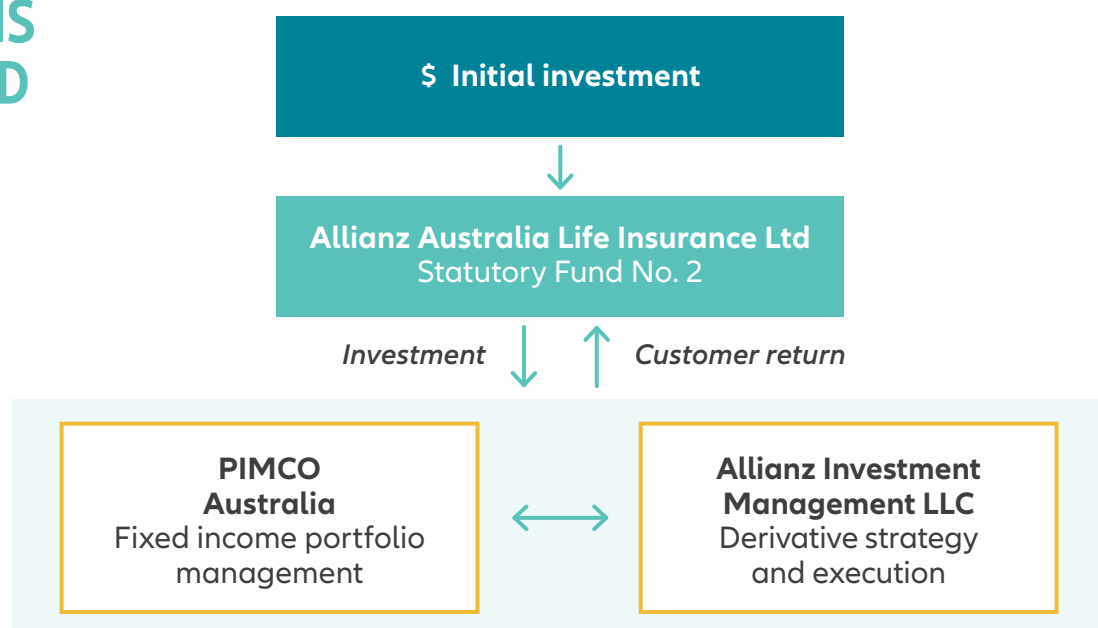 $ Initial investment
Allianz Australia Life Insurance Ltd
Statutory Fund No. 2
Investment
Customer return
PIMCO
Australia
Fixed income portfolio
management
Allianz Investment
Management LLC
Derivative strategy
and execution